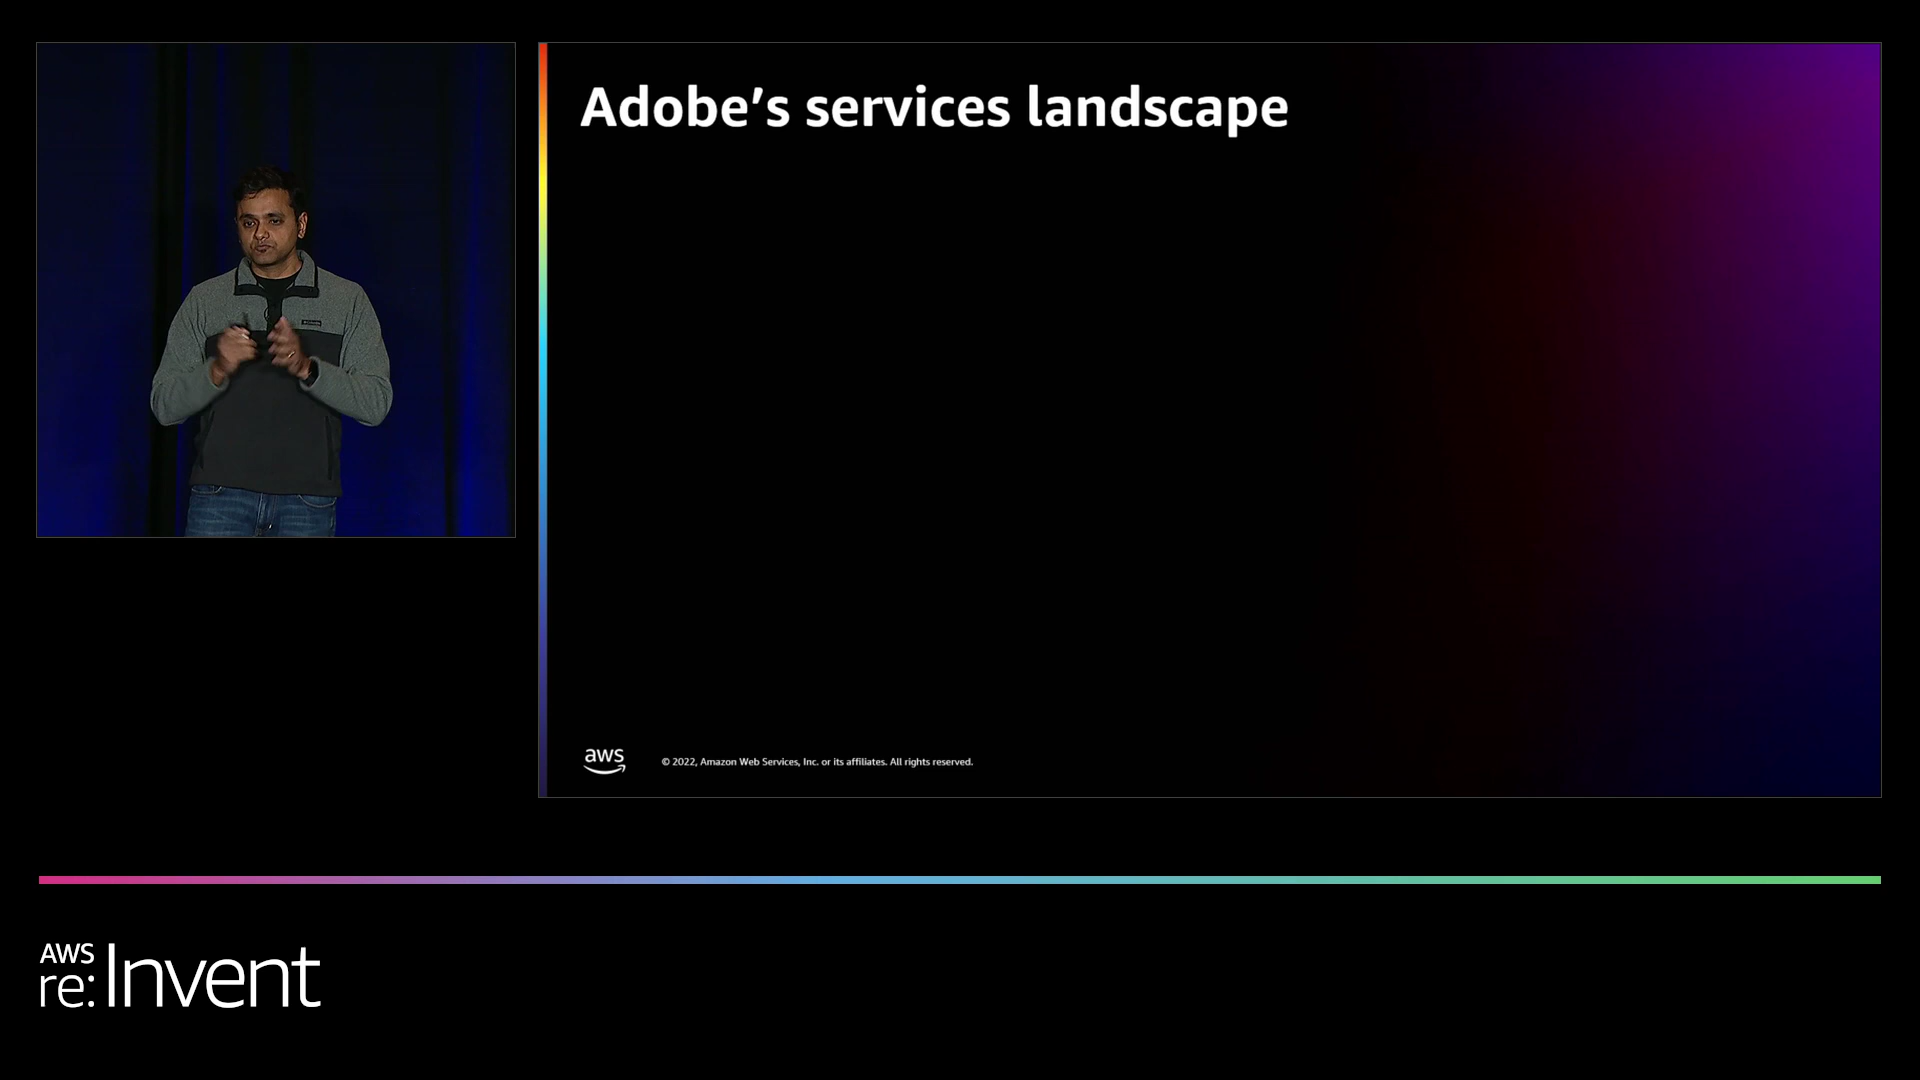 Adobe’s services landscape
aws
© 2022, Amazon Web Services, Inc. or its affiliates. All rights reserved.
AWS
re:Invent